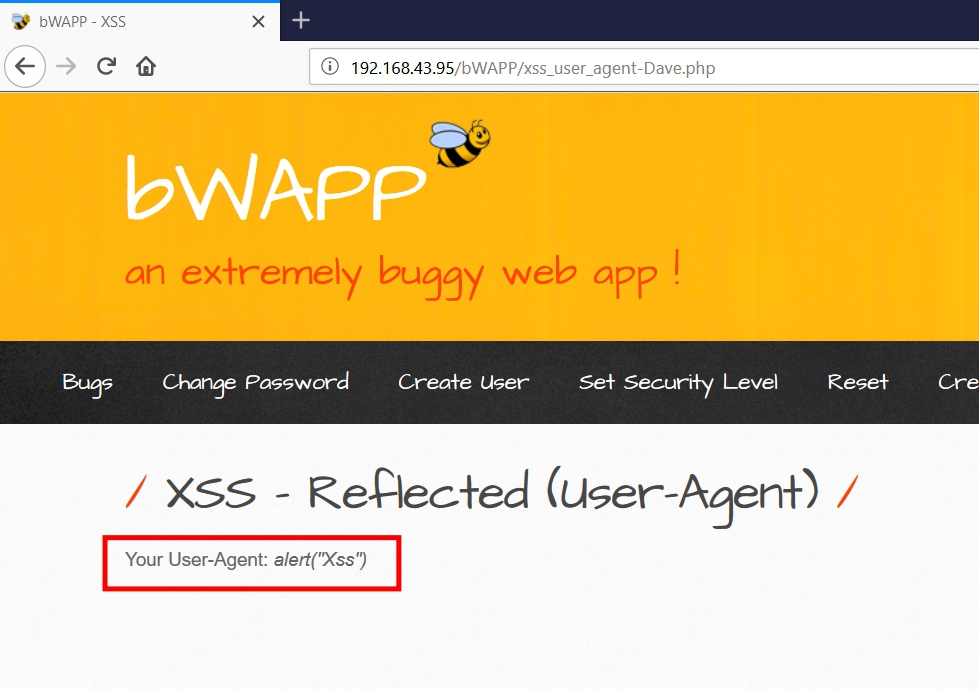 bWAPP - XSS
192.168.43.95/bWAPP/xss_user_agent-Dave.php
bWAPP
an extremely buggy web app !
Bugs Change Password Create User Set Security Level Reset Cre
/ XSS - Reflected (User-Agent) /
Your User-Agent: alert("Xss")